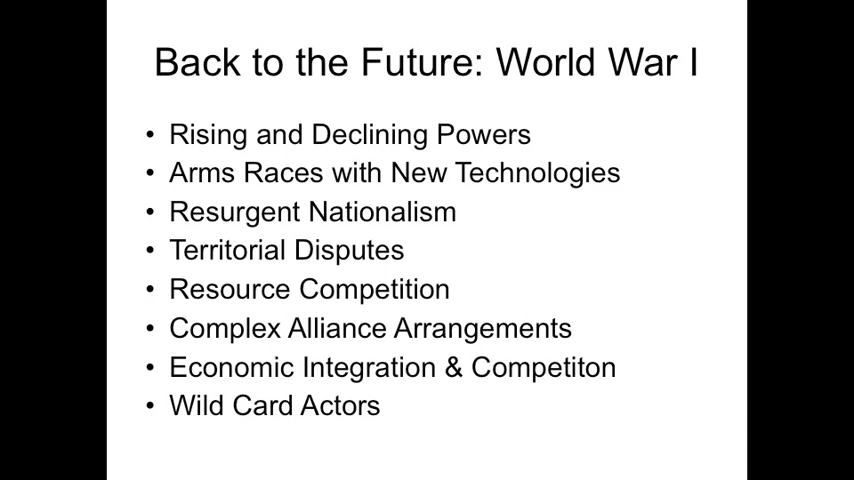 Back to the Future: World War I
• Rising and Declining Powers
• Arms Races with New Technologies
• Resurgent Nationalism
• Territorial Disputes
• Resource Competition
• Complex Alliance Arrangements
• Economic Integration & Competiton
• Wild Card Actors